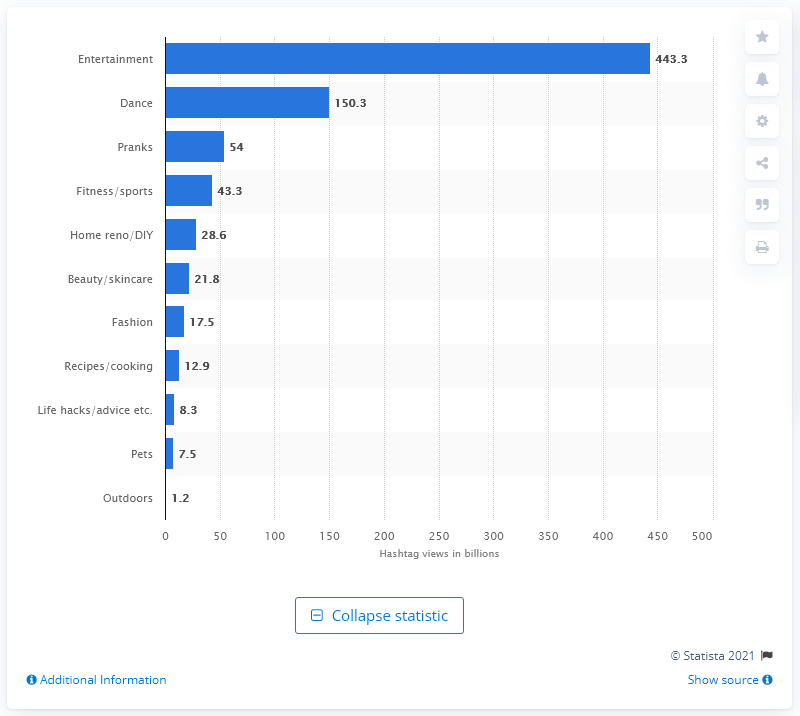 Entertainment 443.3
Dance 150.3
Pranks 54
Fitness/sports 43.3
Home reno/DIY 28.6
Beauty/skincare 21.8
Fashion 17.5
Recipes/cooking 12.9
Life hacks/advice etc. 8.3
Pets 7.5
Outdoors 1.2
0 50 100 150 200 250 300 350 400 450 500
Hashtag views in billions
Collapse statistic
© Statista 2021
Additional Information Show source